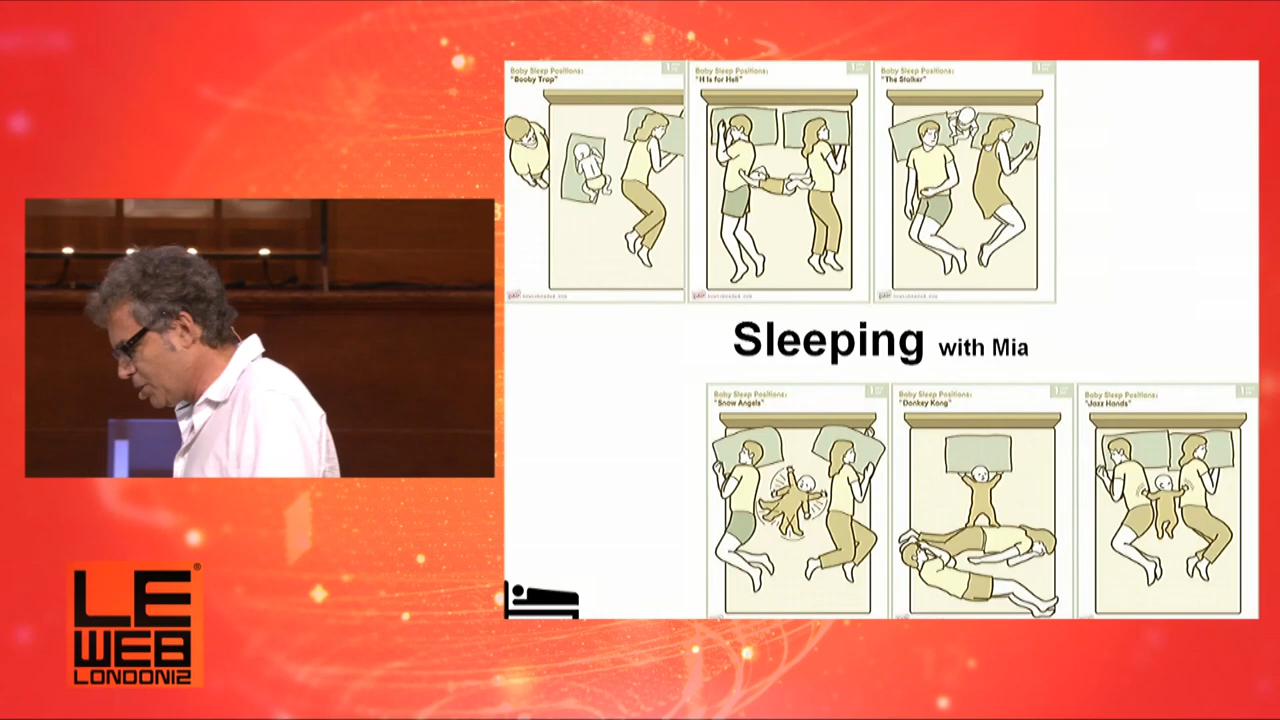 Baby Sleep Positions:
"Booby Trap"
Baby Sleep Positions:
"H is for Hell"
Baby Sleep Positions:
"The Stalker"
Sleeping with Mia
Baby Sleep Positions:
"Snow Angels"
Baby Sleep Positions:
"Donkey Kong"
Baby Sleep Positions:
"Jazz Hands"
LE
WEB
LONDON12